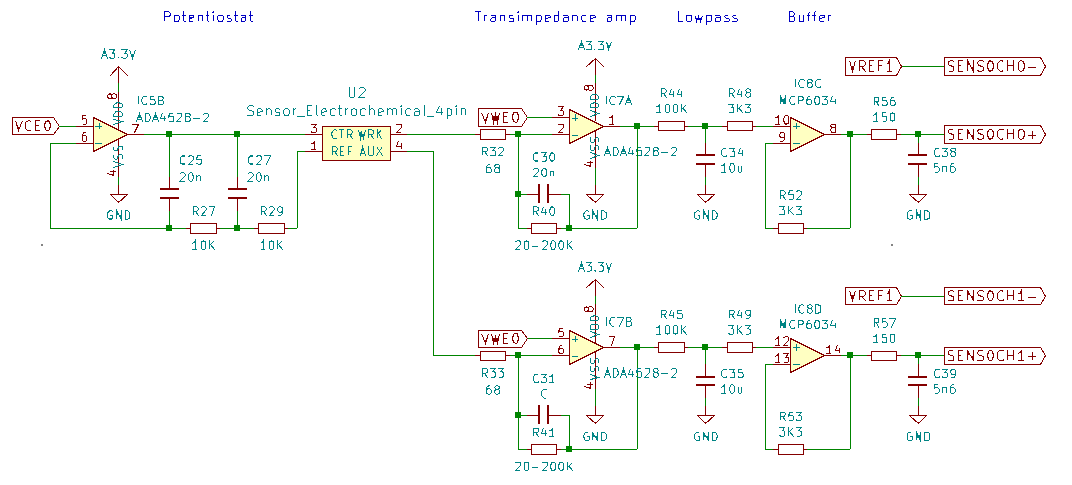 Potentiostat
Transimpedance amp
Lowpass
Buffer
A3.3V
IC5B
ADA4528-2
VCE0
5
6
7
8
VDD
VSS
4
GND
C25
20n
C27
20n
R27
10K
R29
10K
U2
Sensor_Electrochemical_4pin
3 CTR WRK 2
1 REF AUX 4
A3.3V
VWE0
R32
68
3
2
1
8
VDD
VSS
4
IC7A
ADA4528-2
GND
C30
20n
R40
20-200K
R44
100K
C34
10u
GND
R48
3K3
IC8C
MCP6034
10
9
8
R52
3K3
R56
150
C38
5n6
GND
VREF1
SENS0CH0-
SENS0CH0+
A3.3V
VWE0
R33
68
5
6
7
8
VDD
VSS
4
IC7B
ADA4528-2
GND
C31
C
R41
20-200K
R45
100K
C35
10u
GND
R49
3K3
IC8D
MCP6034
12
13
14
R53
3K3
R57
150
C39
5n6
GND
VREF1
SENS0CH1-
SENS0CH1+